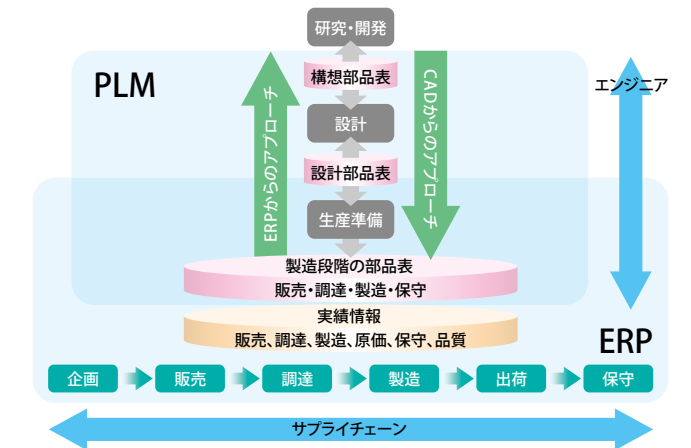 研究・開発
PLM
構想部品表
エンジニア
ERPからのアプローチ
CADからのアプローチ
設計
設計部品表
生産準備
製造段階の部品表
販売・調達・製造・保守
実績情報
販売、調達、製造、原価、保守、品質
ERP
企画
販売
調達
製造
出荷
保守
サプライチェーン